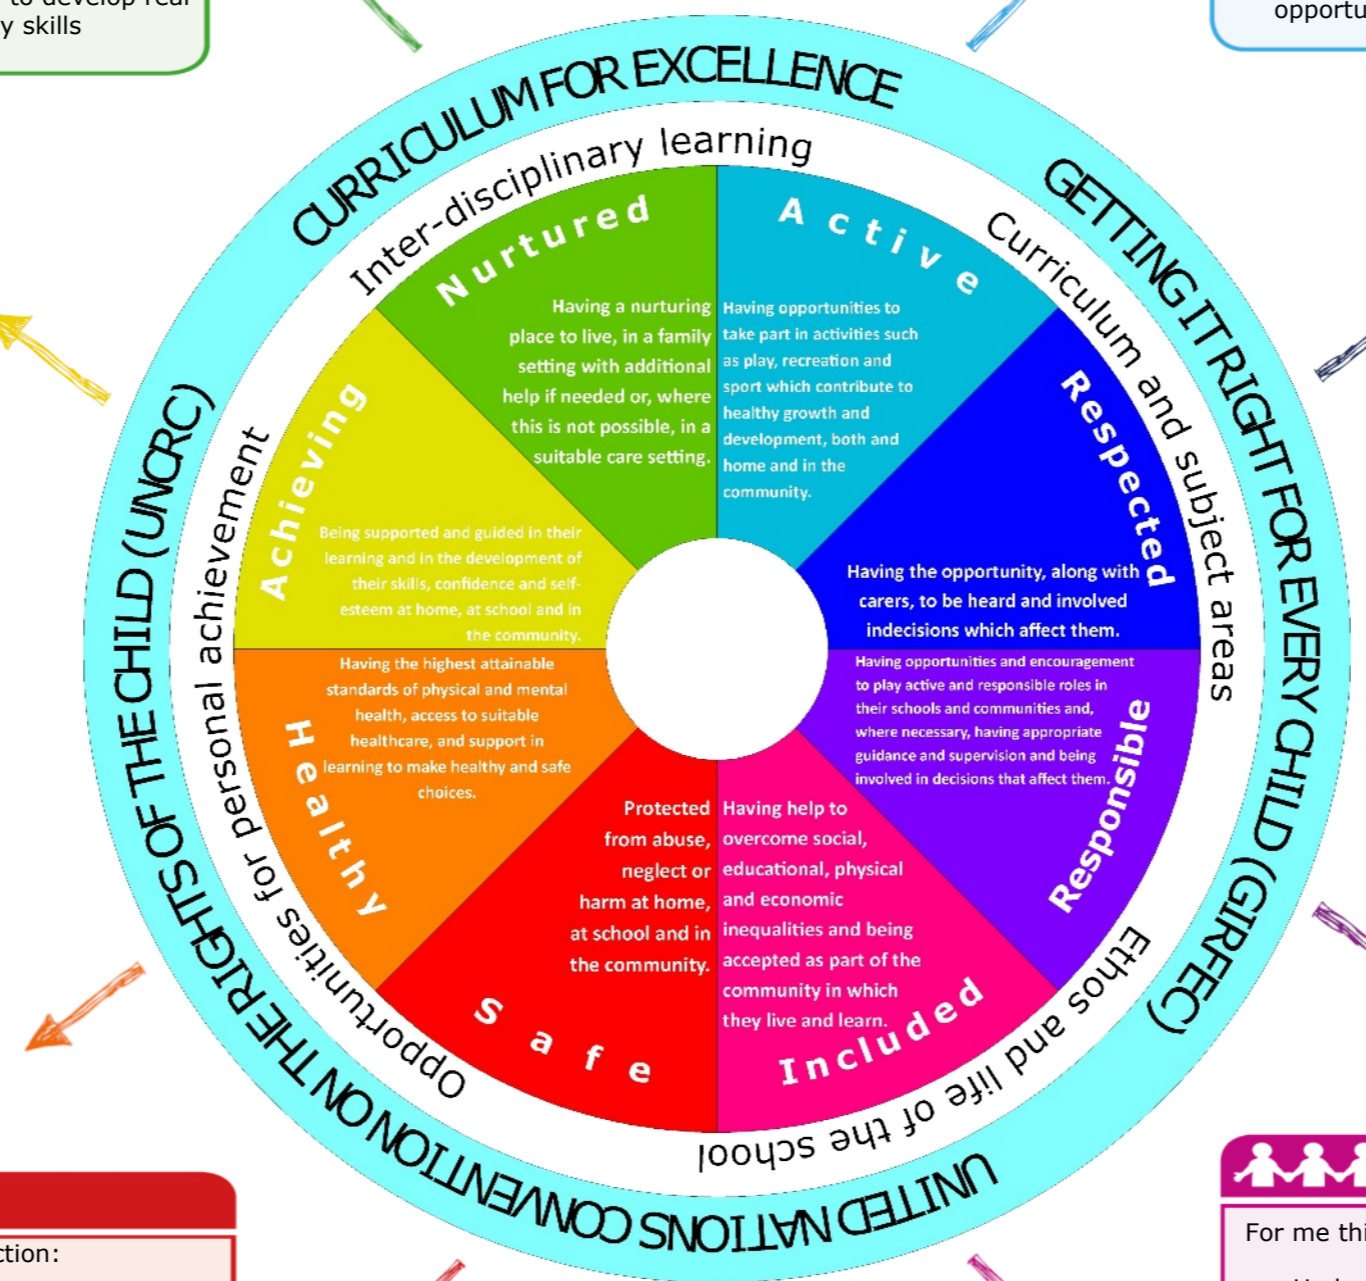 to develop real
y skills
opportu
CURRICULUM FOR EXCELLENCE
GETTING IT RIGHT FOR EVERY CHILD (GIRFEC)
UNITED NATIONS CONVENTION ON THE RIGHTS OF THE CHILD (UNCRC)
Inter-disciplinary learning
Curriculum and subject areas
Ethos and life of the school
Opportunities for personal achievement
Nurtured
Having a nurturing
place to live, in a family
setting with additional
help if needed or, where
this is not possible, in a
suitable care setting.
Active
Having opportunities to
take part in activities such
as play, recreation and
sport which contribute to
healthy growth and
development, both and
home and in the
community.
Respected
Having the opportunity, along with
carers, to be heard and involved
indecisions which affect them.
Responsible
Having opportunities and encouragement
to play active and responsible roles in
their schools and communities and,
where necessary, having appropriate
guidance and supervision and being
involved in decisions that affect them.
Included
Having help to
overcome social,
educational, physical
and economic
inequalities and being
accepted as part of the
community in which
they live and learn.
Safe
Protected
from abuse,
neglect or
harm at home,
at school and in
the community.
Healthy
Having the highest attainable
standards of physical and mental
health, access to suitable
healthcare, and support in
learning to make healthy and safe
choices.
Achieving
Being supported and guided in their
learning and in the development of
their skills, confidence and self-
esteem at home, at school and in
the community.
ction:
For me thi